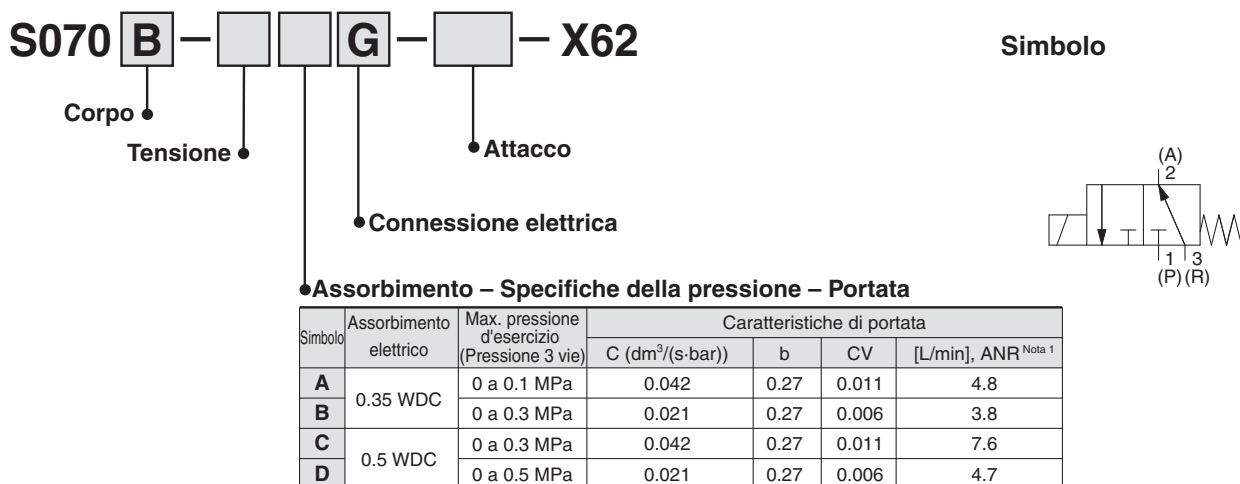 S070 B – G – – X62
Simbolo
Corpo
Tensione
Attacco
Connessione elettrica
(A)
2
1 3
(P) (R)
Assorbimento – Specifiche della pressione – Portata
Simbolo Assorbimento elettrico Max. pressione d'esercizio (Pressione 3 vie) Caratteristiche di portata
C (dm³/(s·bar)) b CV [L/min], ANR Nota 1
A 0.35 WDC 0 a 0.1 MPa 0.042 0.27 0.011 4.8
B 0 a 0.3 MPa 0.021 0.27 0.006 3.8
C 0.5 WDC 0 a 0.3 MPa 0.042 0.27 0.011 7.6
D 0 a 0.5 MPa 0.021 0.27 0.006 4.7